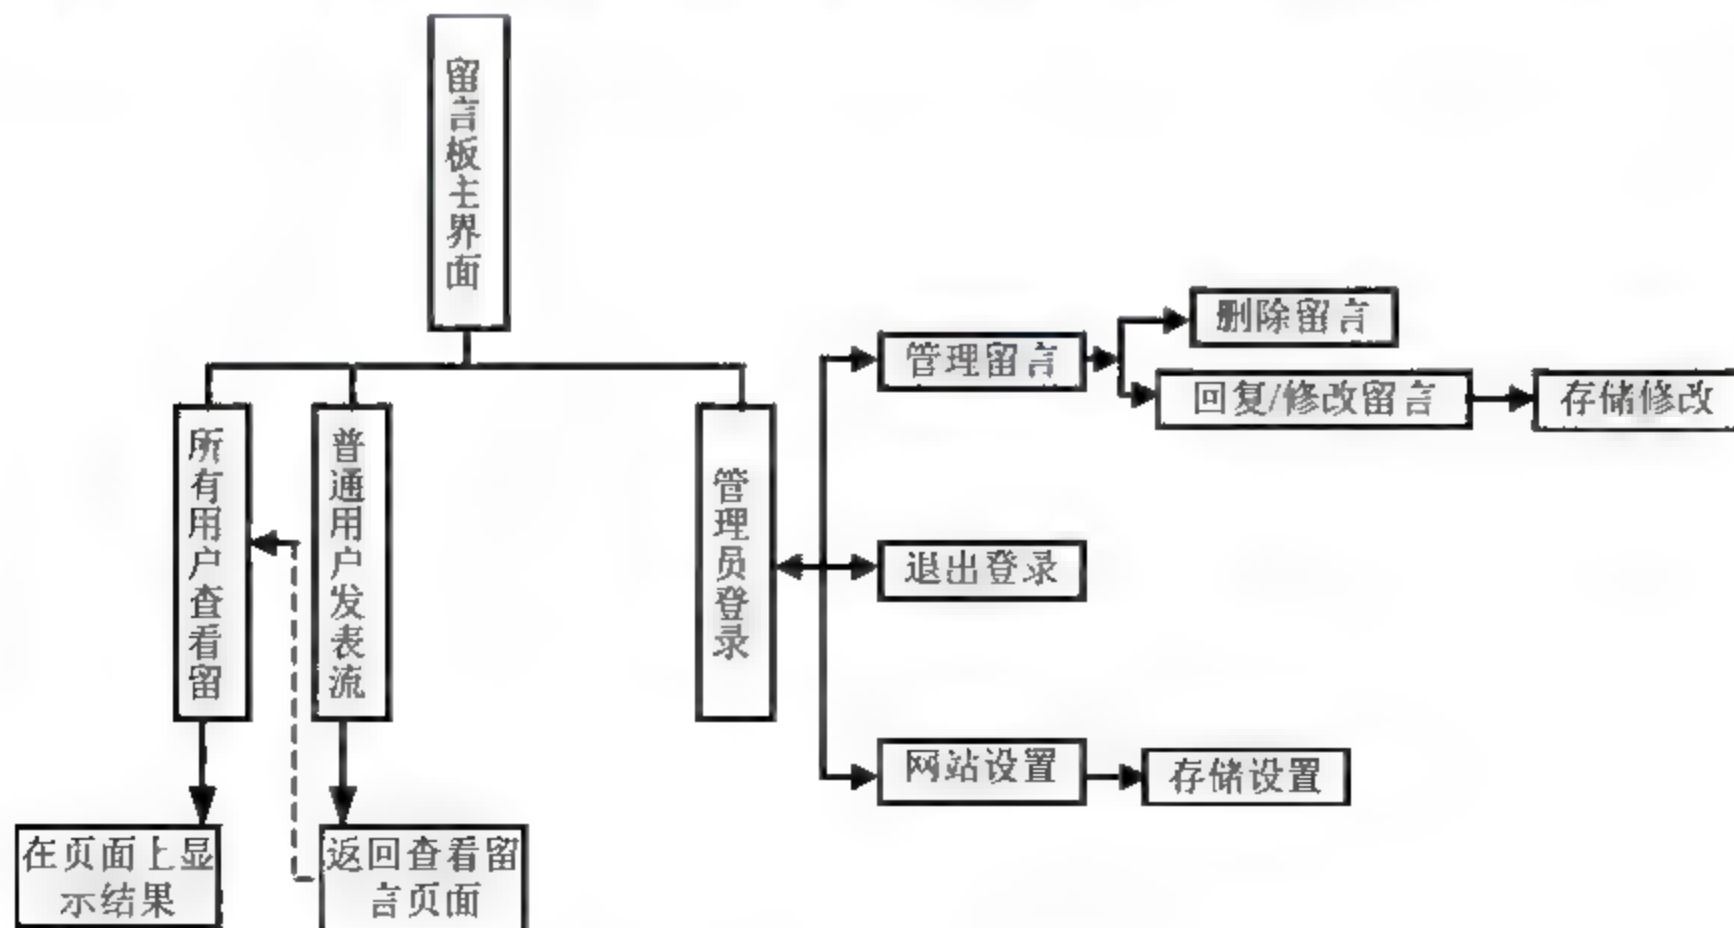 留言板主界面
所有用户查看留
普通用户发表流
管理员登录
管理留言
删除留言
回复/修改留言
存储修改
退出登录
网站设置
存储设置
在页面上显
示结果
返回查看留
言页面